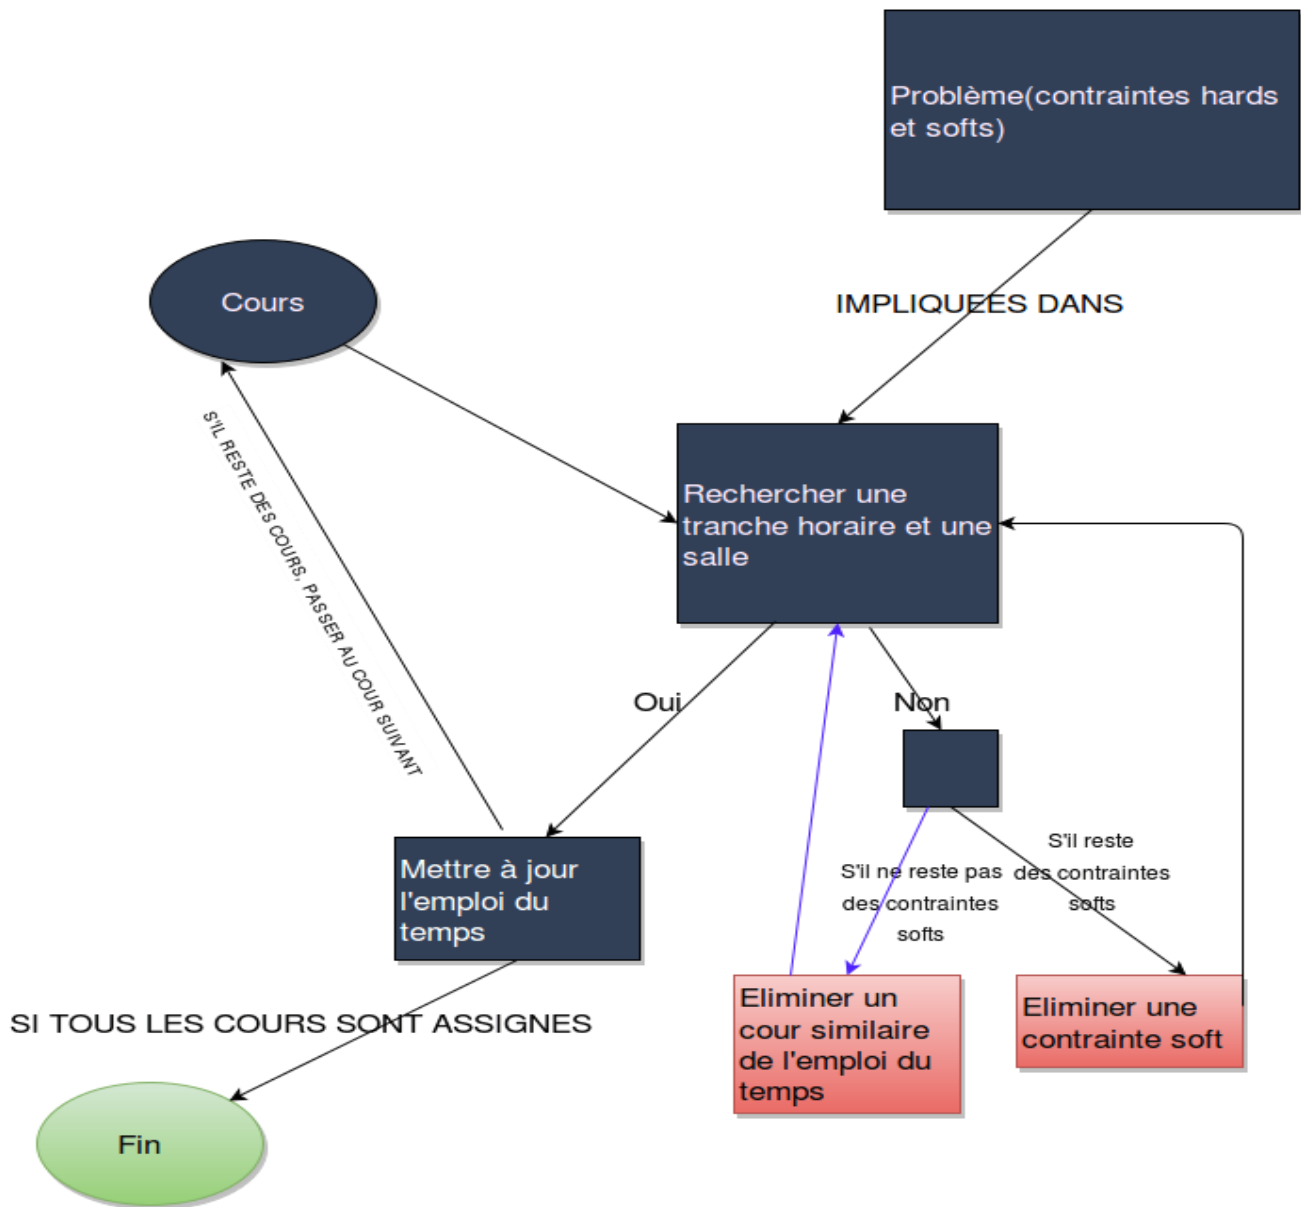 Problème(contraintes hards
et softs)
IMPLIQUEES DANS
Cours
S'IL RESTE DES COURS, PASSER AU COUR SUIVANT
Rechercher une
tranche horaire et une
salle
Oui
Non
Mettre à jour
l'emploi du
temps
S'il ne reste pas
des contraintes
softs
S'il reste
des contraintes
softs
Eliminer un
cour similaire
de l'emploi du
temps
Eliminer une
contrainte soft
SI TOUS LES COURS SONT ASSIGNES
Fin